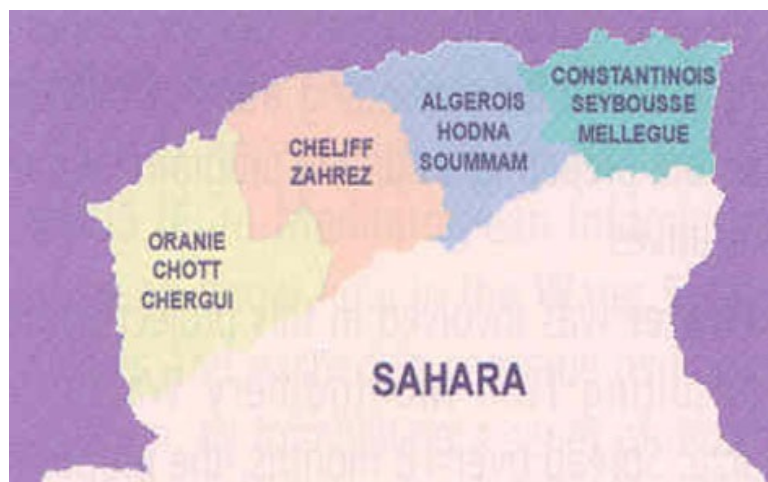 CONSTANTINOIS
SEYBOUSSE
MELLEGUE
ALGEROIS
HODNA
SOUMMAM
CHELIFF
ZAHREZ
ORANIE
CHOTT
CHERGUI
SAHARA